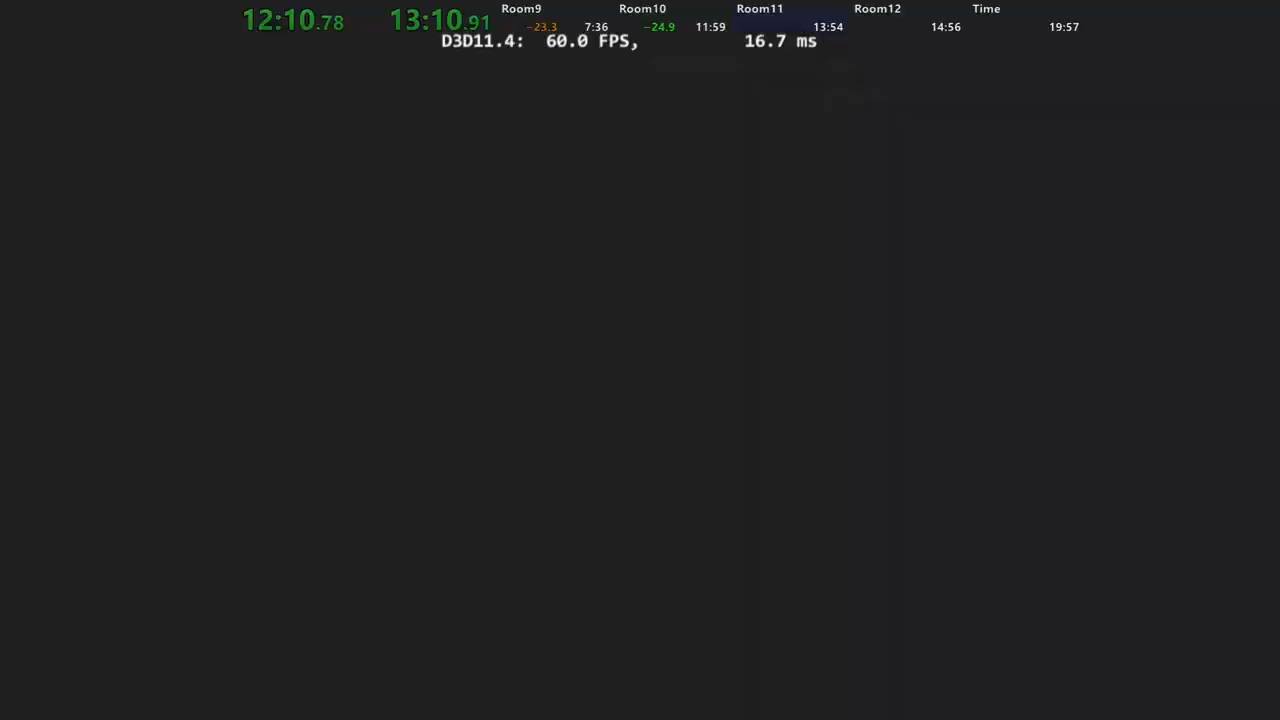 Room9 Room10 Room11 Room12 Time
12:10.78 13:10.91 −23.3 7:36 −24.9 11:59 13:54 14:56 19:57
D3D11.4: 60.0 FPS, 16.7 ms